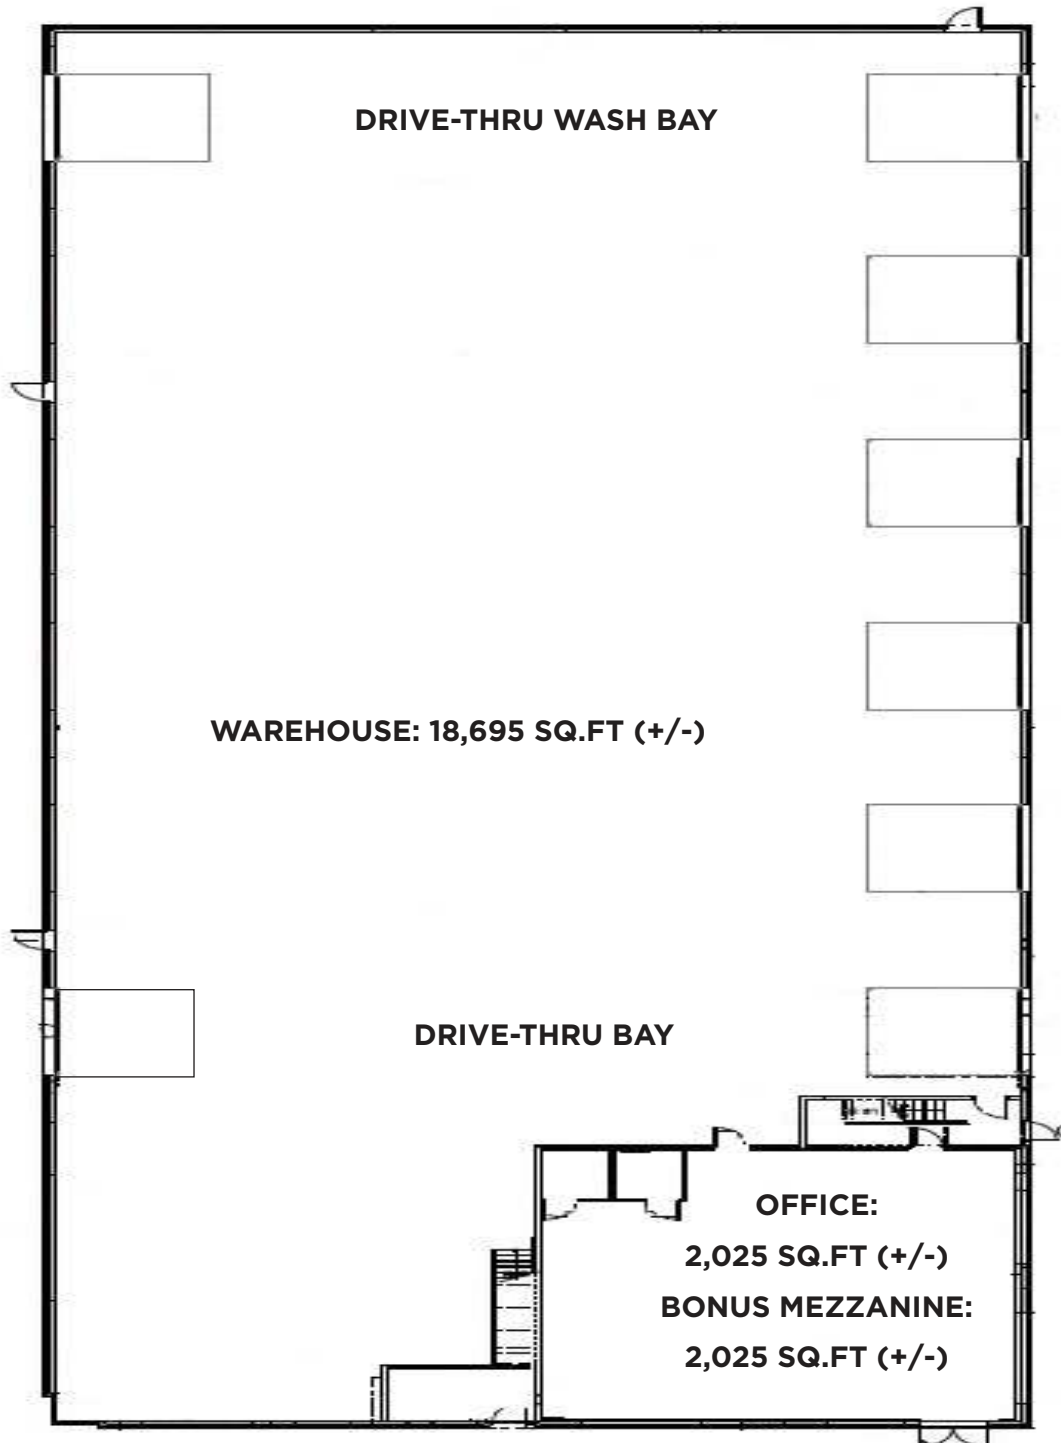 DRIVE-THRU WASH BAY
WAREHOUSE: 18,695 SQ.FT (+/-)
DRIVE-THRU BAY
OFFICE:
2,025 SQ.FT (+/-)
BONUS MEZZANINE:
2,025 SQ.FT (+/-)